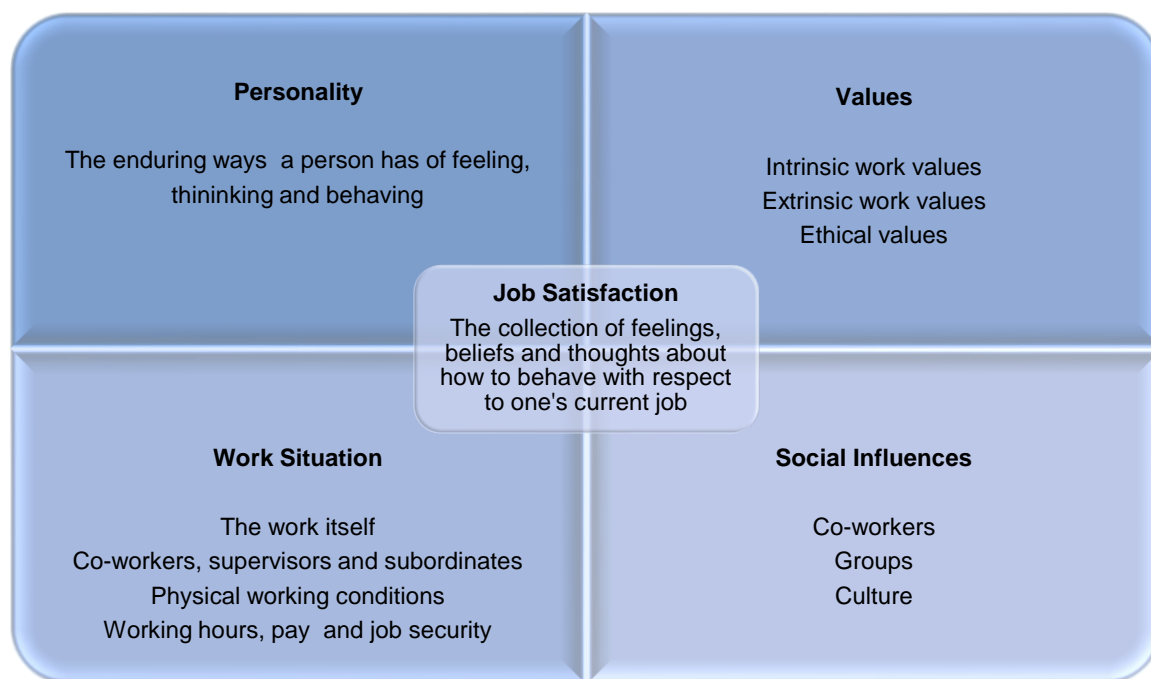 Personality
The enduring ways a person has of feeling,
thininking and behaving
Values
Intrinsic work values
Extrinsic work values
Ethical values
Job Satisfaction
The collection of feelings,
beliefs and thoughts about
how to behave with respect
to one's current job
Work Situation
The work itself
Co-workers, supervisors and subordinates
Physical working conditions
Working hours, pay and job security
Social Influences
Co-workers
Groups
Culture